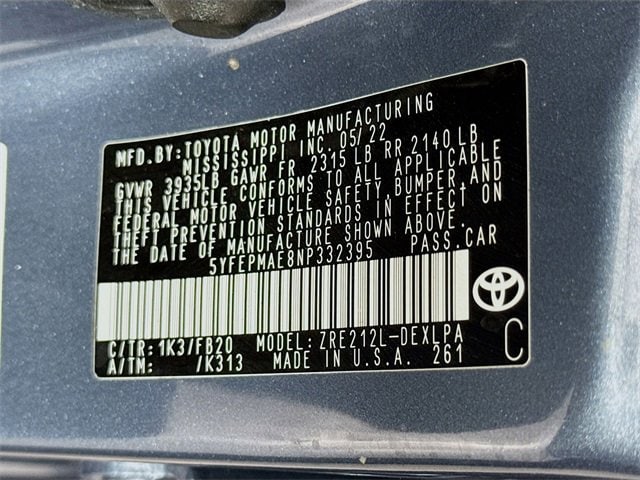 MFD.BY:TOYOTA MOTOR MANUFACTURING
MISSISSIPPI INC. 05/22
GVWR 3935LB GAWR FR 2315 LB RR 2140 LB
THIS VEHICLE CONFORMS TO ALL APPLICABLE
FEDERAL MOTOR VEHICLE SAFETY, BUMPER, AND
THEFT PREVENTION STANDARDS IN EFFECT ON
THE DATE OF MANUFACTURE SHOWN ABOVE.
5YFEPMAE8NP332395 PASS.CAR
C/TR:1K3/FB20 MODEL:ZRE212L-DEXLPA
A/TM: /K313 MADE IN U.S.A. 261
C